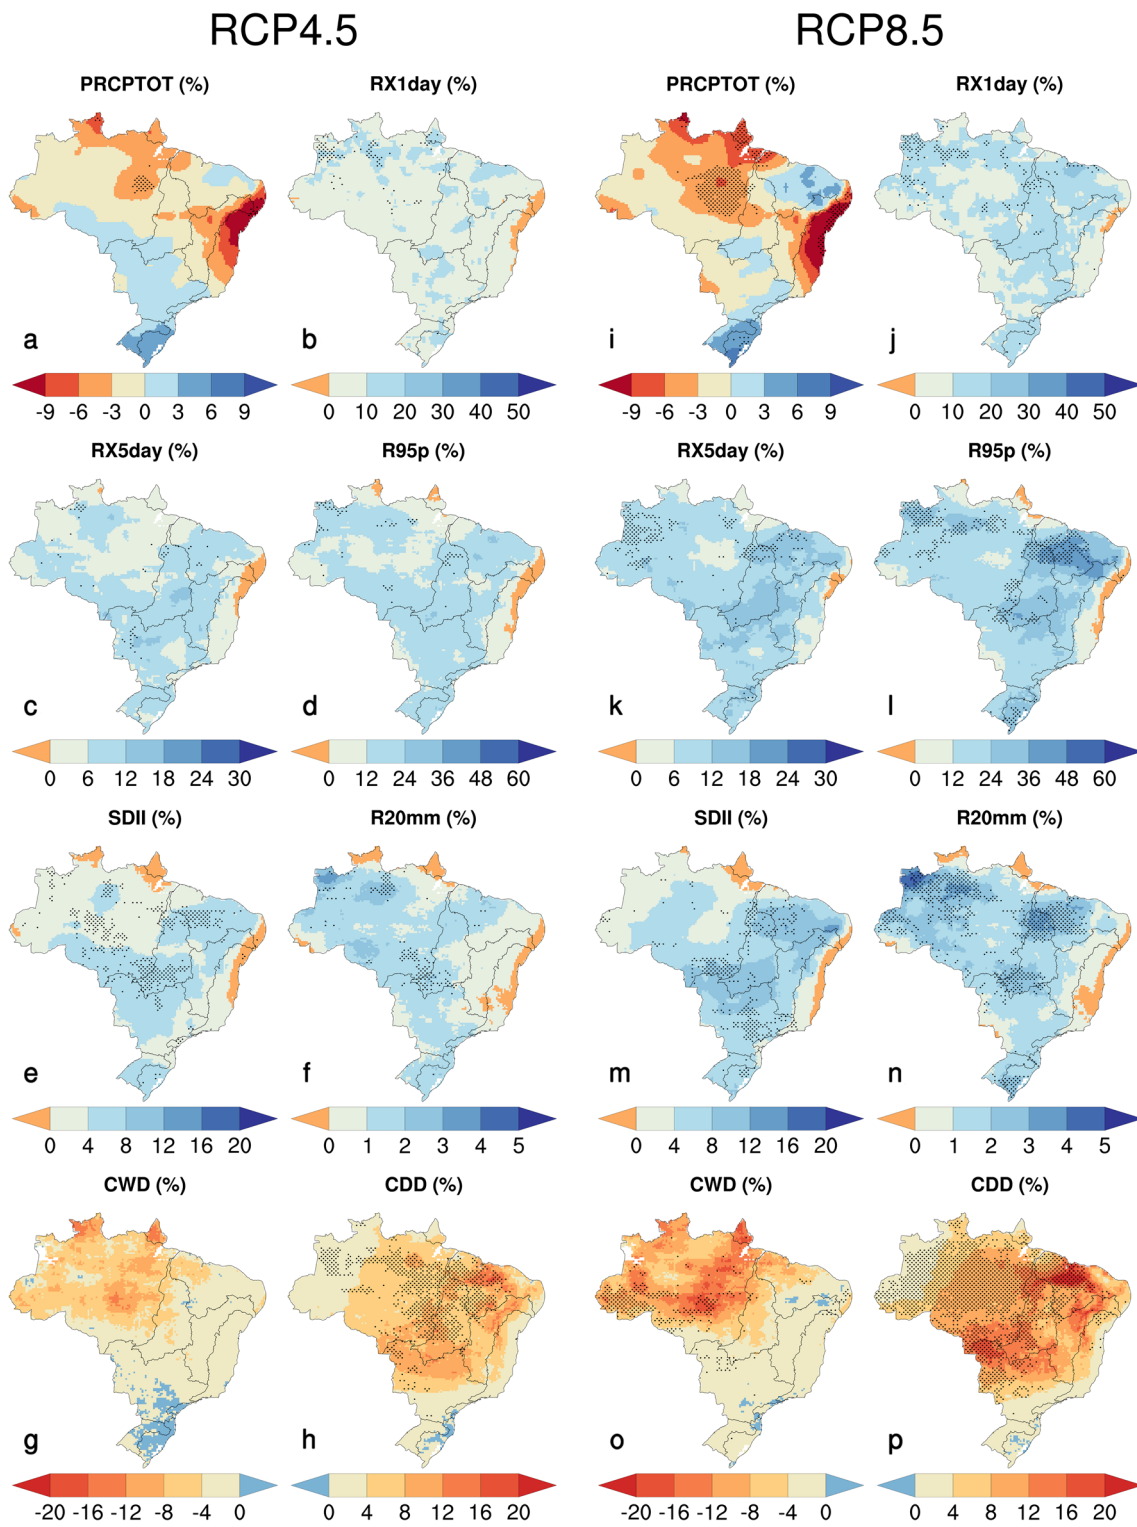 RCP4.5 RCP8.5
PRCPTOT (%) RX1day (%) PRCPTOT (%) RX1day (%)
a b i j
-9 -6 -3 0 3 6 9 0 10 20 30 40 50 -9 -6 -3 0 3 6 9 0 10 20 30 40 50
RX5day (%) R95p (%) RX5day (%) R95p (%)
c d k l
0 6 12 18 24 30 0 12 24 36 48 60 0 6 12 18 24 30 0 12 24 36 48 60
SDII (%) R20mm (%) SDII (%) R20mm (%)
e f m n
0 4 8 12 16 20 0 1 2 3 4 5 0 4 8 12 16 20 0 1 2 3 4 5
CWD (%) CDD (%) CWD (%) CDD (%)
g h o p
-20 -16 -12 -8 -4 0 0 4 8 12 16 20 -20 -16 -12 -8 -4 0 0 4 8 12 16 20